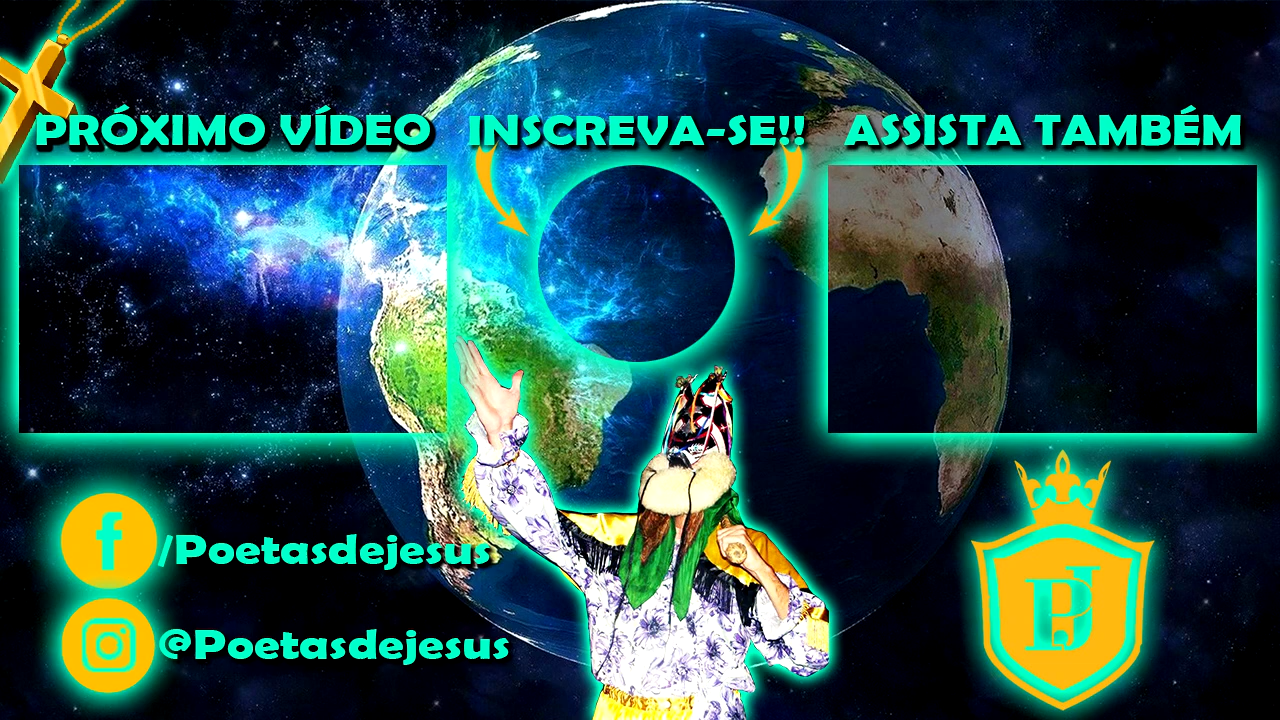 PRÓXIMO VÍDEO
INSCREVA-SE!!
ASSISTA TAMBÉM
/Poetasdejesus
@Poetasdejesus
PJ